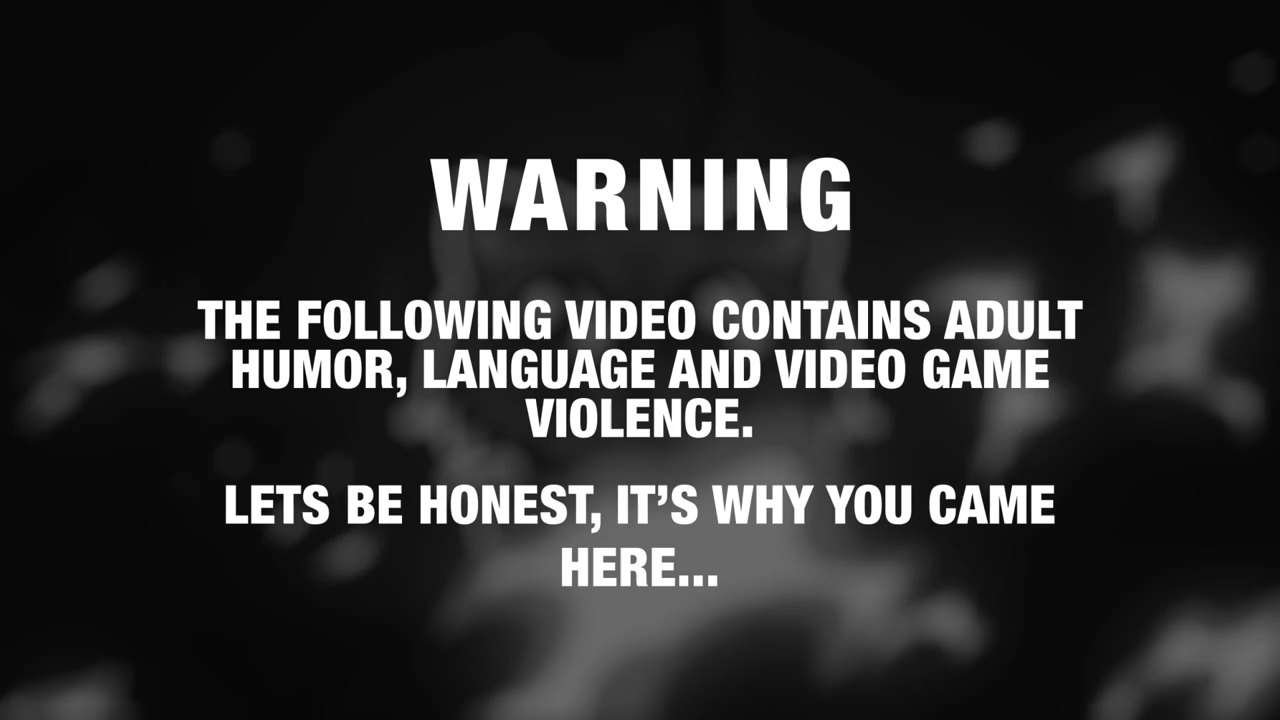 WARNING
THE FOLLOWING VIDEO CONTAINS ADULT
HUMOR, LANGUAGE AND VIDEO GAME
VIOLENCE.
LETS BE HONEST, IT’S WHY YOU CAME
HERE...